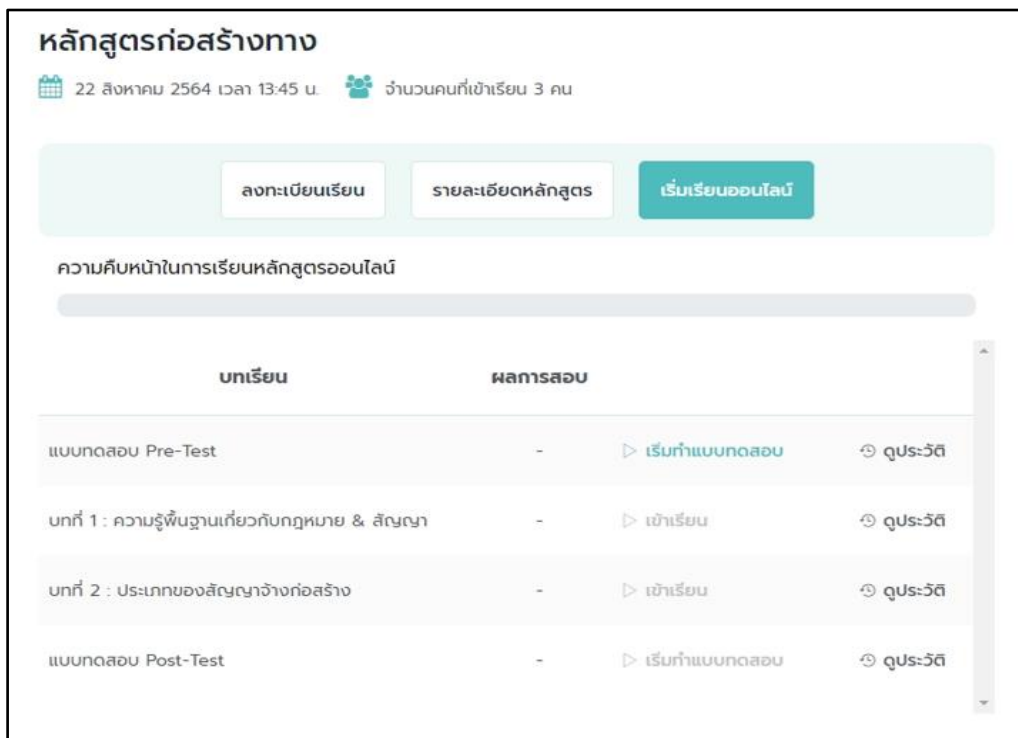 หลักสูตรก่อสร้างทาง
22 สิงหาคม 2564 เวลา 13:45 น. จำนวนคนที่เข้าเรียน 3 คน
ลงทะเบียนเรียน รายละเอียดหลักสูตร เริ่มเรียนออนไลน์
ความคืบหน้าในการเรียนหลักสูตรออนไลน์
บทเรียน ผลการสอบ
แบบทดสอบ Pre-Test - เริ่มทำแบบทดสอบ ดูประวัติ
บทที่ 1 : ความรู้พื้นฐานเกี่ยวกับกฎหมาย & สัญญา - เข้าเรียน ดูประวัติ
บทที่ 2 : ประเภทของสัญญาจ้างก่อสร้าง - เข้าเรียน ดูประวัติ
แบบทดสอบ Post-Test - เริ่มทำแบบทดสอบ ดูประวัติ